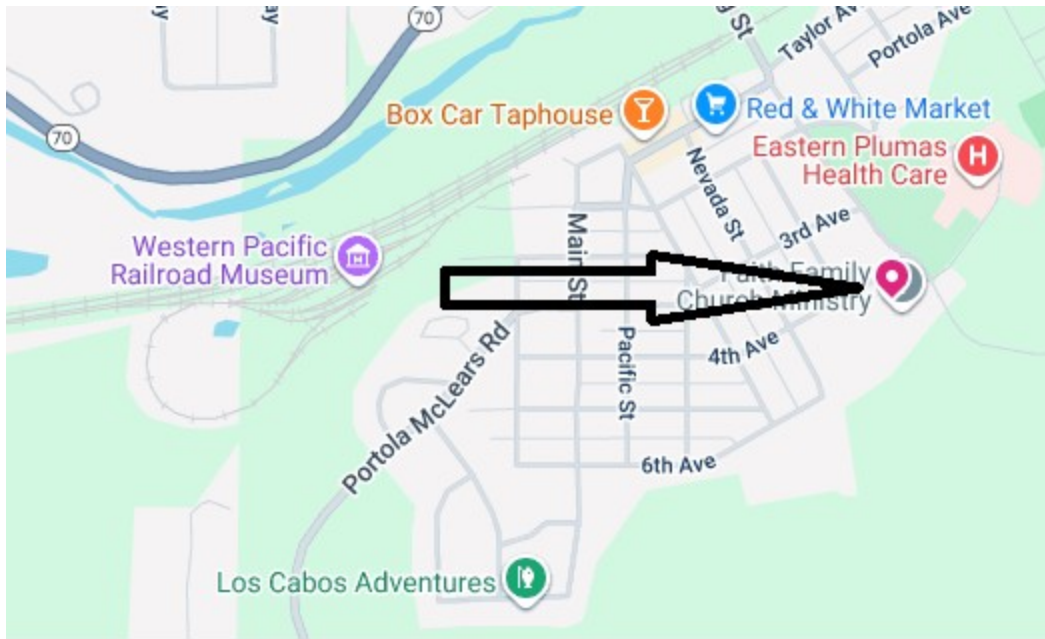 70
Taylor Av
Portola Ave
Box Car Taphouse
Red & White Market
70
Eastern Plumas
Health Care
Nevada St
3rd Ave
Main St
Western Pacific
Railroad Museum
Faith Family
Church Ministry
Portola McLears Rd
Pacific St
4th Ave
6th Ave
Los Cabos Adventures
H